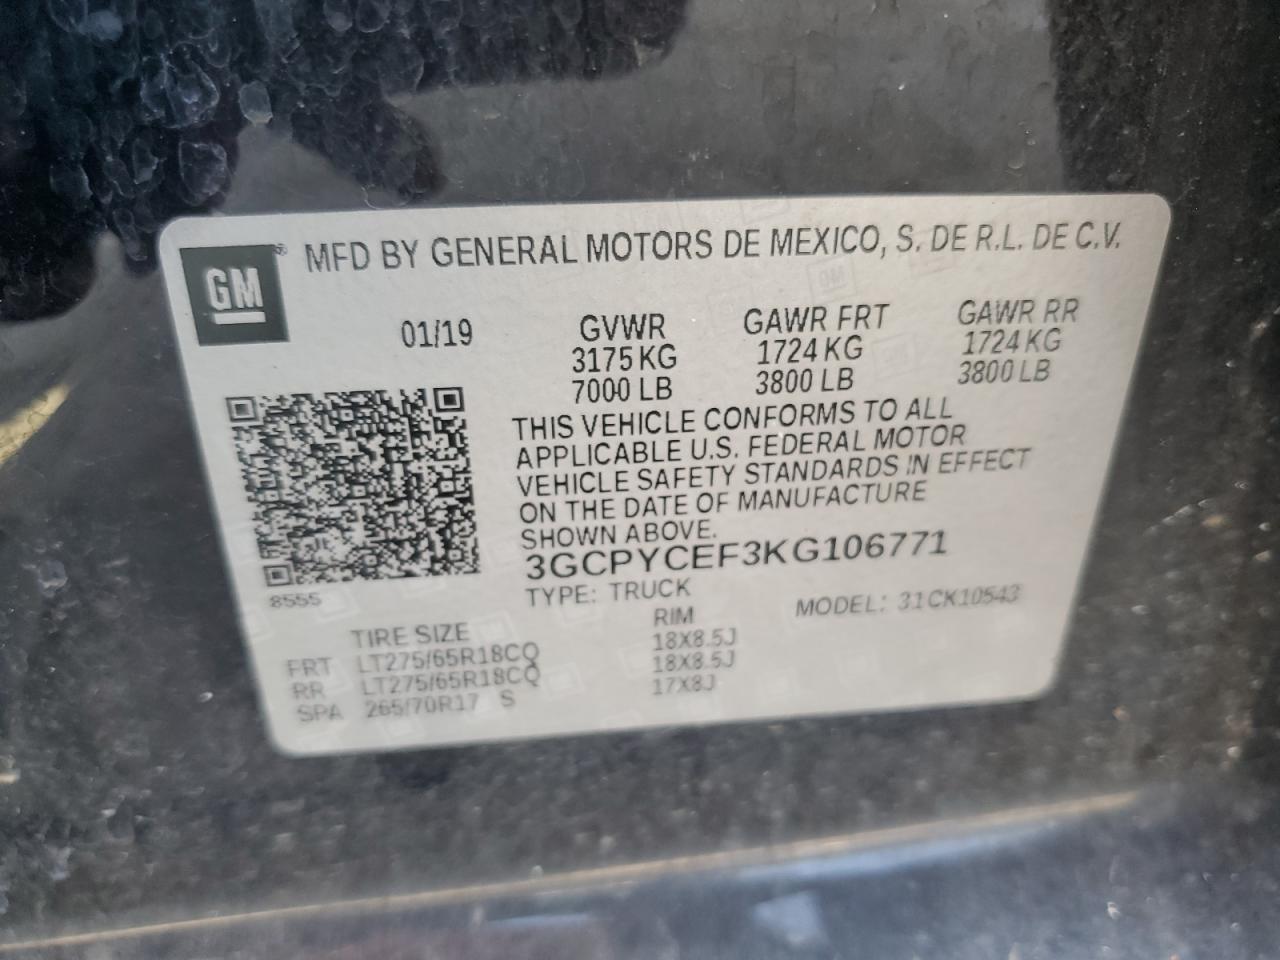 GM® MFD BY GENERAL MOTORS DE MEXICO, S. DE R.L. DE C.V.
01/19 GVWR GAWR FRT GAWR RR
3175 KG 1724 KG 1724 KG
7000 LB 3800 LB 3800 LB
THIS VEHICLE CONFORMS TO ALL
APPLICABLE U.S. FEDERAL MOTOR
VEHICLE SAFETY STANDARDS IN EFFECT
ON THE DATE OF MANUFACTURE
SHOWN ABOVE.
3GCPYCEF3KG106771
8555 TYPE: TRUCK MODEL: 31CK10543
TIRE SIZE RIM
FRT LT275/65R18CQ 18X8.5J
RR LT275/65R18CQ 18X8.5J
SPA 265/70R17 S 17X8J